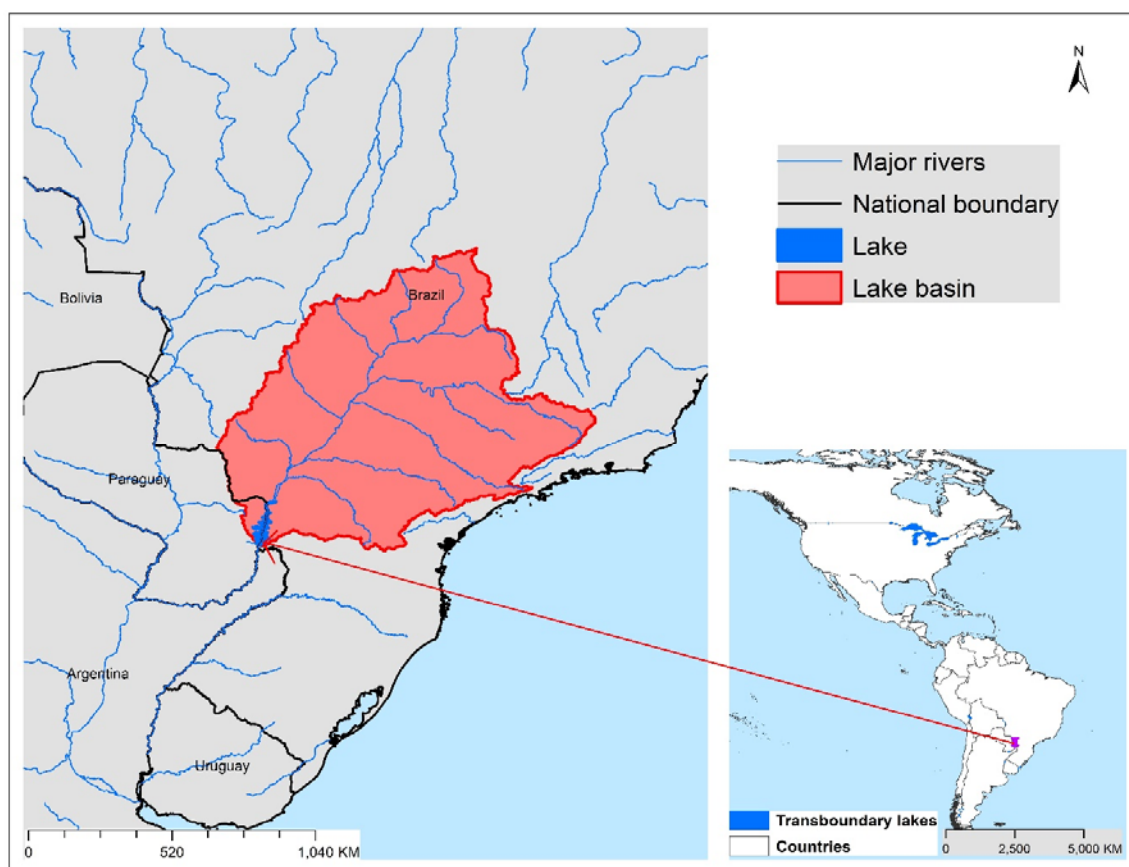 N
Major rivers
National boundary
Lake
Lake basin
Bolivia
Brazil
Paraguay
Argentina
Uruguay
0 520 1,040 KM
Transboundary lakes
Countries
0 2,500 5,000 KM